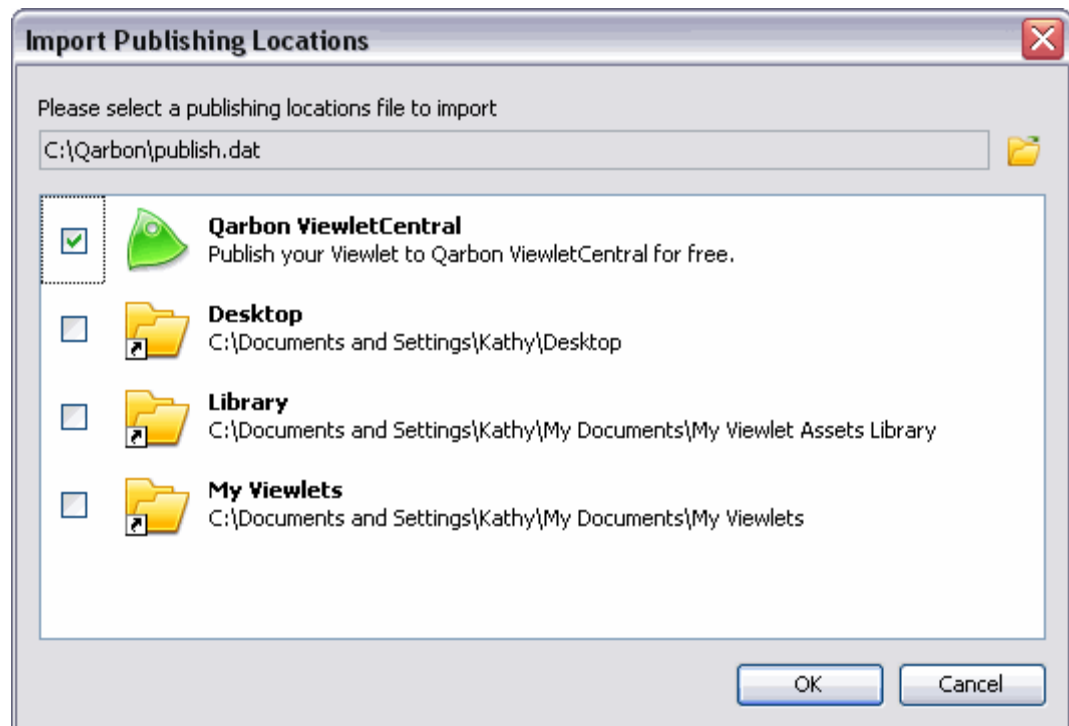 Import Publishing Locations
Please select a publishing locations file to import
C:\Qarbon\publish.dat
Qarbon ViewletCentral
Publish your Viewlet to Qarbon ViewletCentral for free.
Desktop
C:\Documents and Settings\Kathy\Desktop
Library
C:\Documents and Settings\Kathy\My Documents\My Viewlet Assets Library
My Viewlets
C:\Documents and Settings\Kathy\My Documents\My Viewlets
OK Cancel